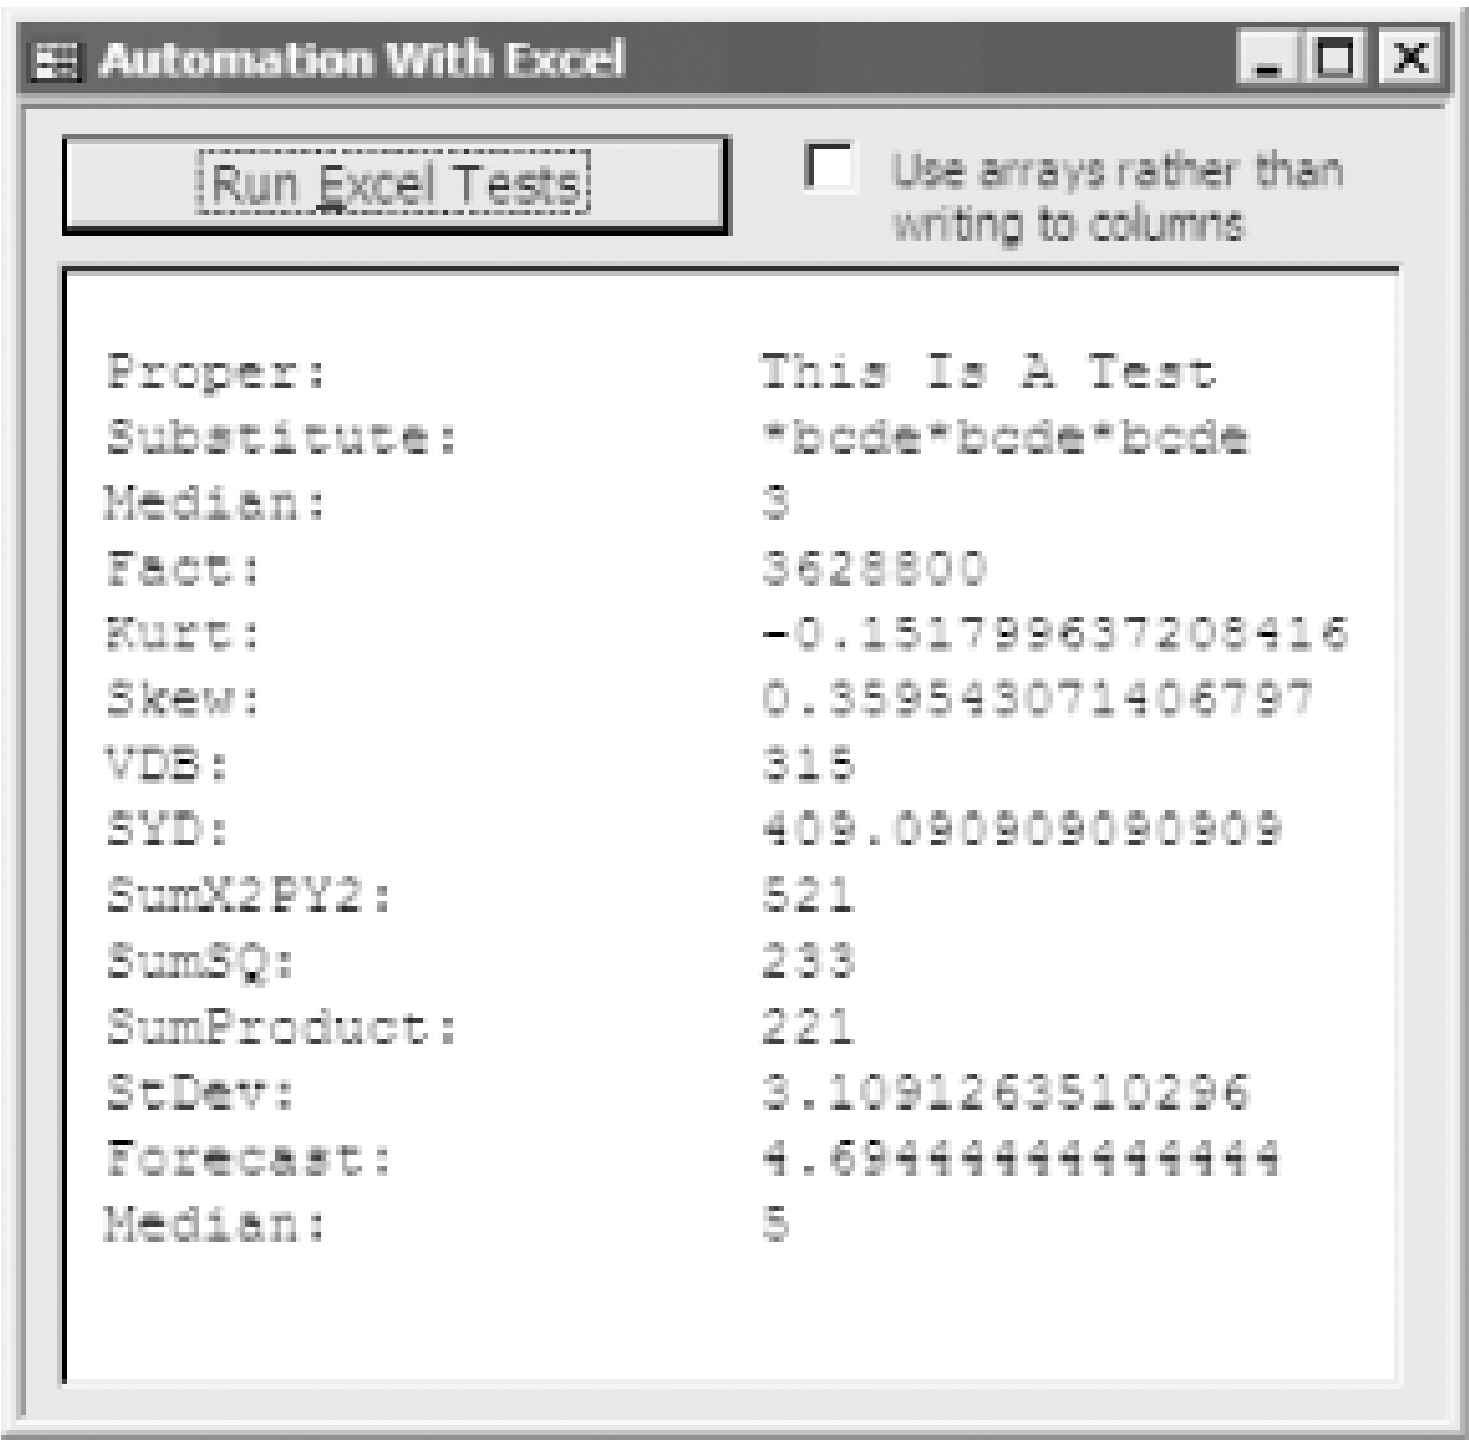 Automation With Excel
Run Excel Tests
Use arrays rather than
writing to columns
Proper: This Is A Test
Substitute: *bcde*bcde*bcde
Median: 3
Fact: 3628800
Kurt: -0.151799637208416
Skew: 0.359543071406797
VDB: 315
SYD: 409.090909090909
SumX2PY2: 521
SumSQ: 233
SumProduct: 221
StDev: 3.1091263510296
Forecast: 4.69444444444444
Median: 5